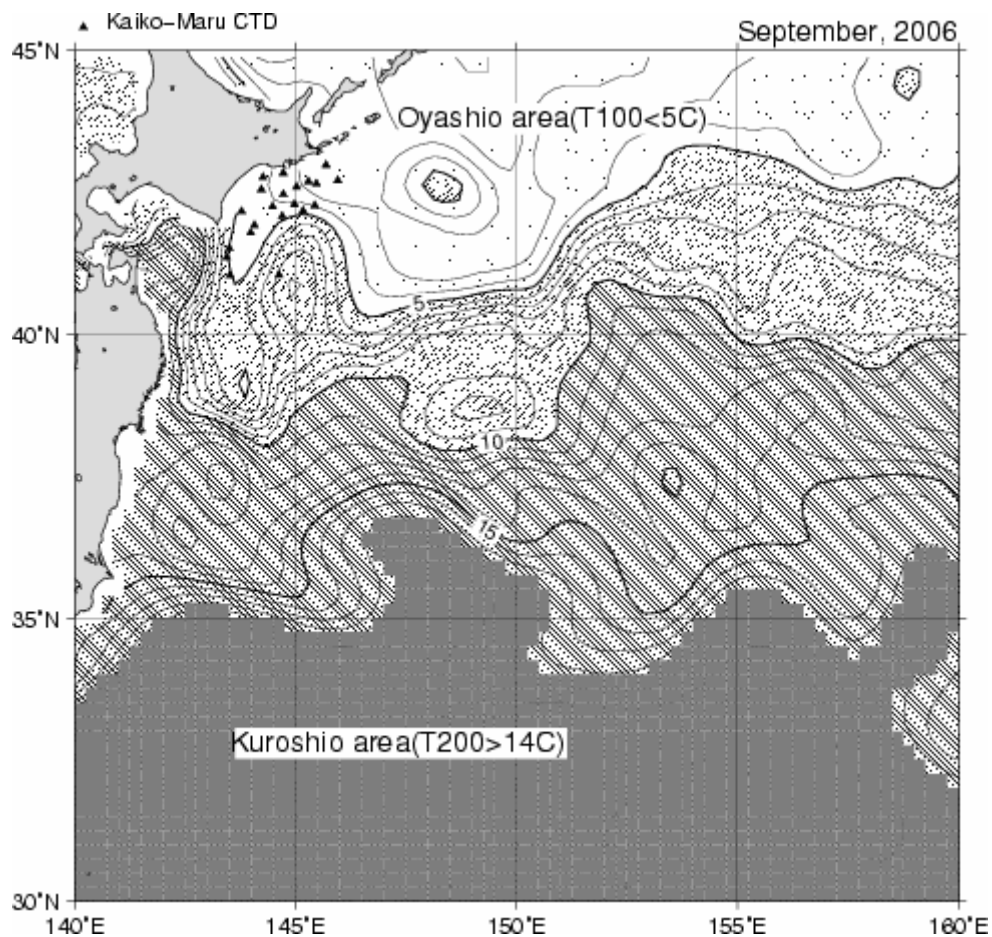 ▲ Kaiko-Maru CTD
September, 2006
45°N
Oyashio area(T100<5C)
5
40°N
10
15
35°N
Kuroshio area(T200>14C)
30°N
140°E 145°E 150°E 155°E 160°E